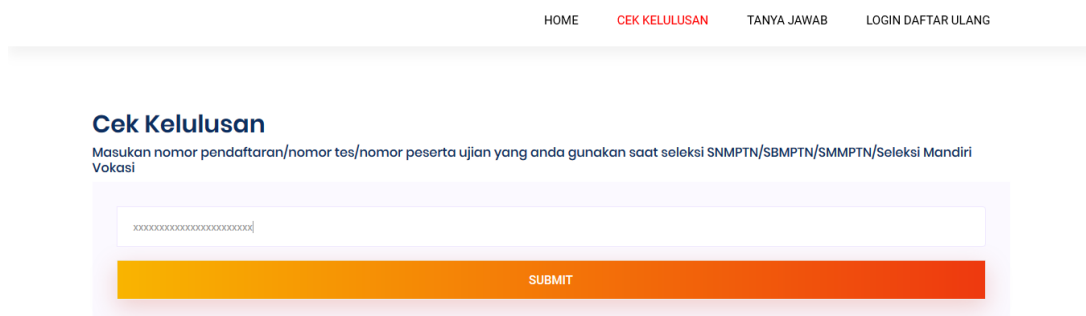 HOME CEK KELULUSAN TANYA JAWAB LOGIN DAFTAR ULANG
Cek Kelulusan
Masukan nomor pendaftaran/nomor tes/nomor peserta ujian yang anda gunakan saat seleksi SNMPTN/SBMPTN/SMMPTN/Seleksi Mandiri
Vokasi
xxxxxxxxxxxxxxxxxxxxxxx
SUBMIT